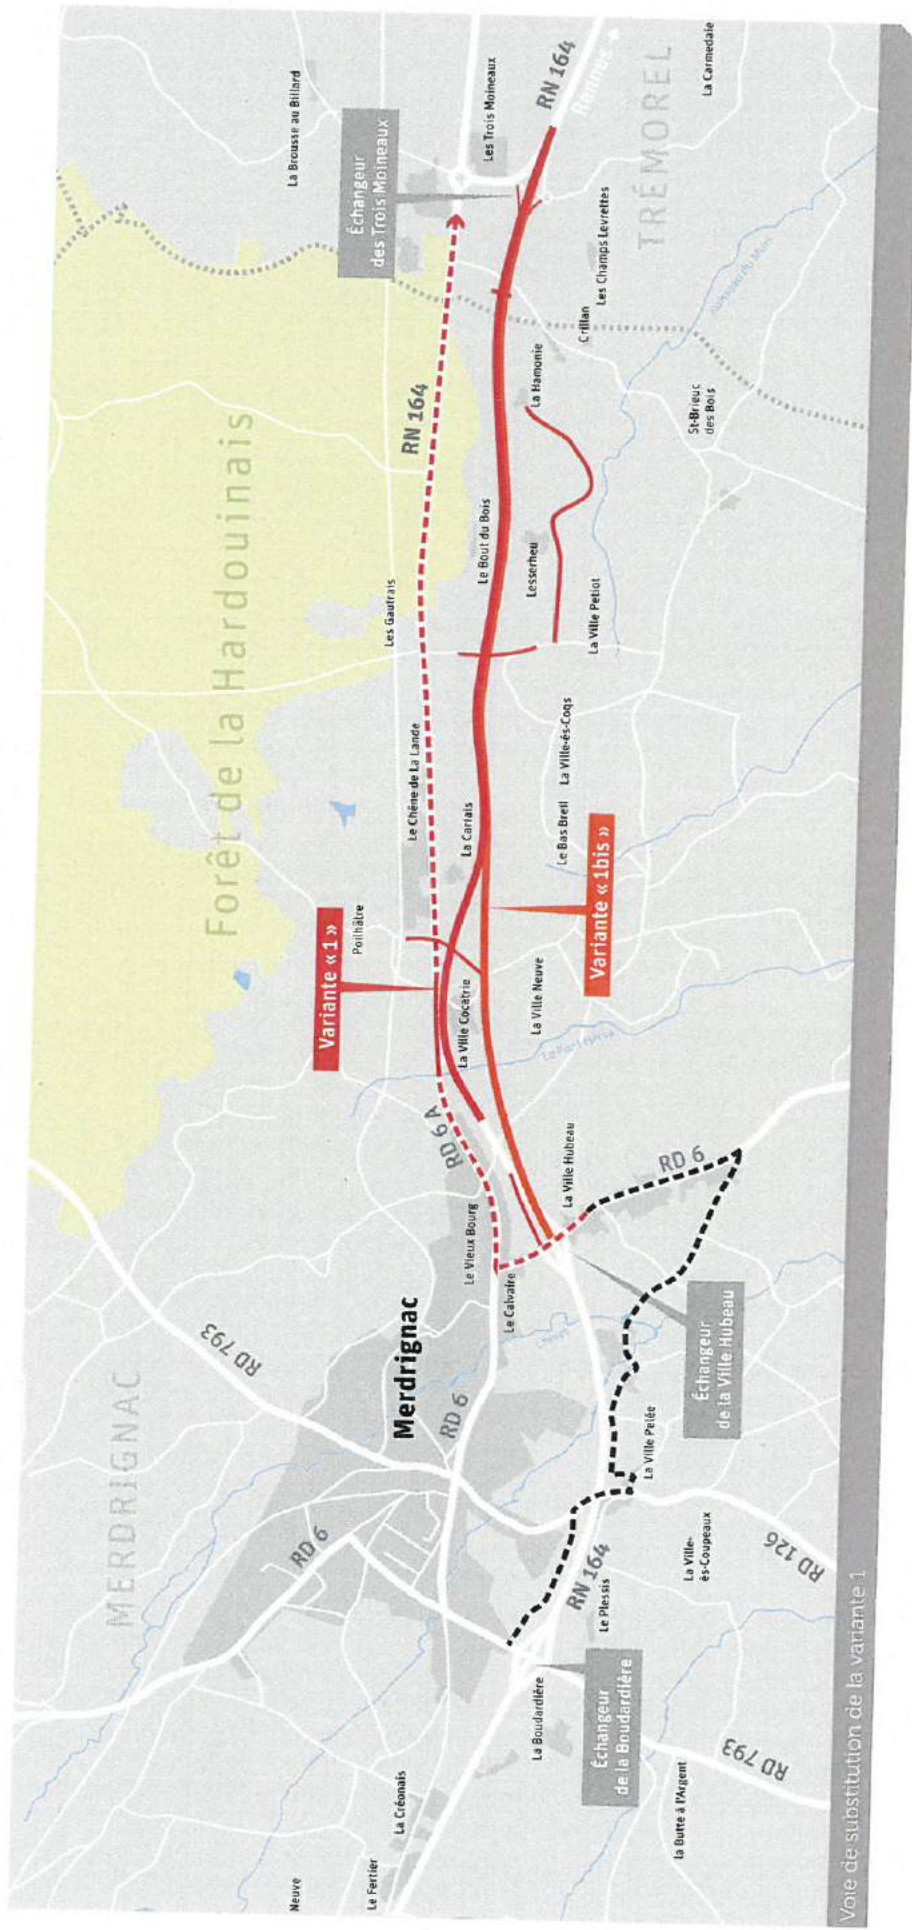 MERDRIGNAC
RD 793
Forêt de la Hardouinais
La Brousse au Billard
Échangeur
des Trois Moineaux
Les Trois Moineaux
RN 164
Rennes
TRÉMOREL
La Carmedaie
RD 6
Merdrignac
RD 6
Le Vieux Bourg
Le Calvaire
RD 6 A
Variante « 1 »
Poilhâtre
La Ville Cocatrie
Le Chêne de La Lande
La Carlais
Les Gautrais
RN 164
Le Bout du Bois
Lesserheu
La Hamonie
Crillan
Les Champs Levrettes
St-Brieuc
des Bois
La Ville Petiot
La Ville-ès-Coqs
Le Bas Breil
Variante « 1bis »
La Ville Neuve
La Ville Hubeau
RD 6
Échangeur
de la Ville Hubeau
La Ville Pelée
La Ville-
ès-Coupeaux
RD 126
RN 164
Le Plessis
Échangeur
de la Boudardière
La Boudardière
RD 793
la Butte à l'Argent
La Créonais
Le Fertier
Neuve
Voie de substitution de la variante 1